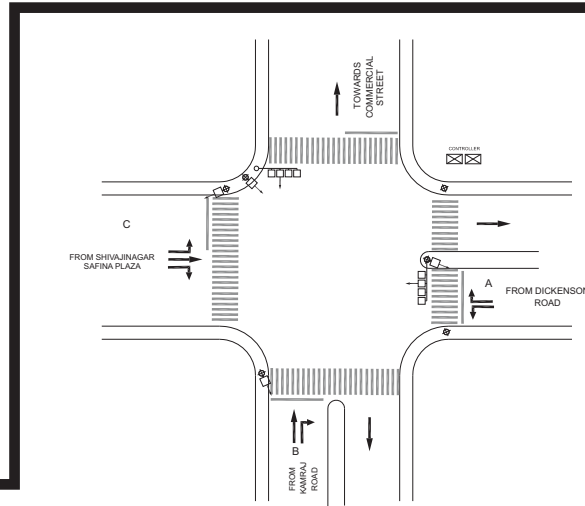 TOWARDS
COMMERCIAL
STREET
CONTROLLER
C
FROM SHIVAJINAGAR
SAFINA PLAZA
A
FROM DICKENSON
ROAD
B
FROM
KAMRAJ
ROAD